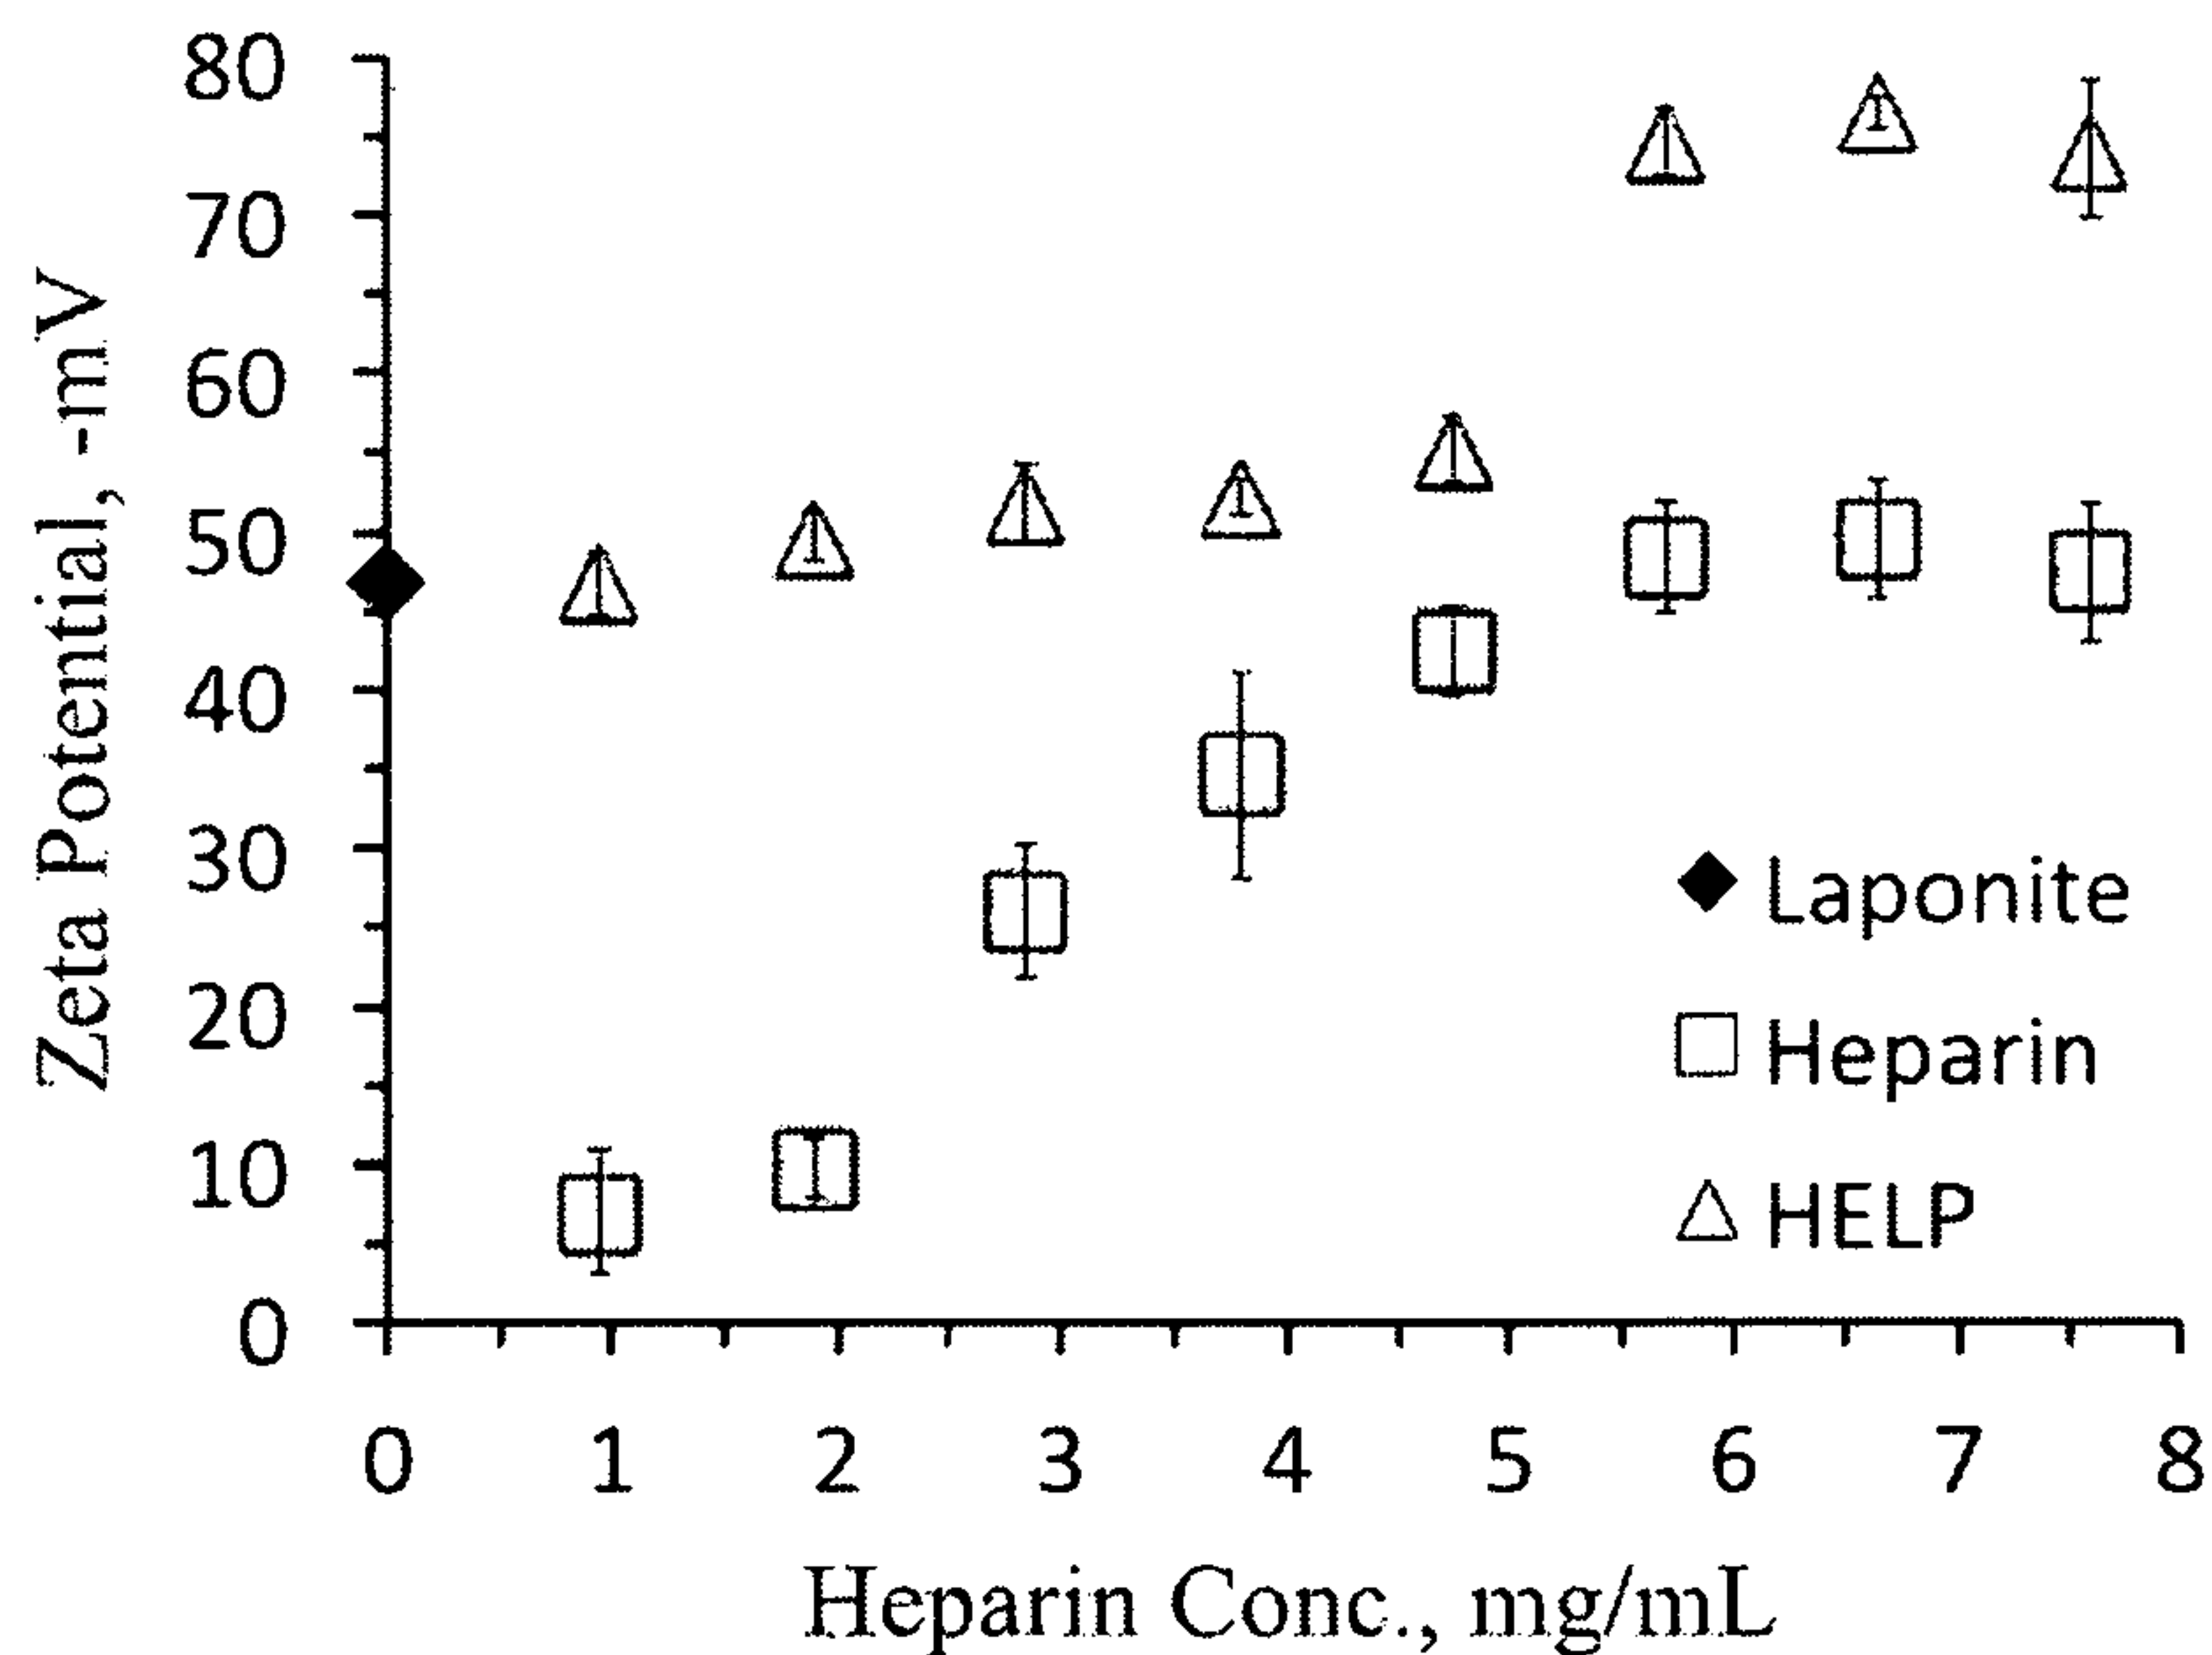 Zeta Potential, -mV
80
70
60
50
40
30
20
10
0
Laponite
Heparin
HELP
0 1 2 3 4 5 6 7 8
Heparin Conc., mg/mL